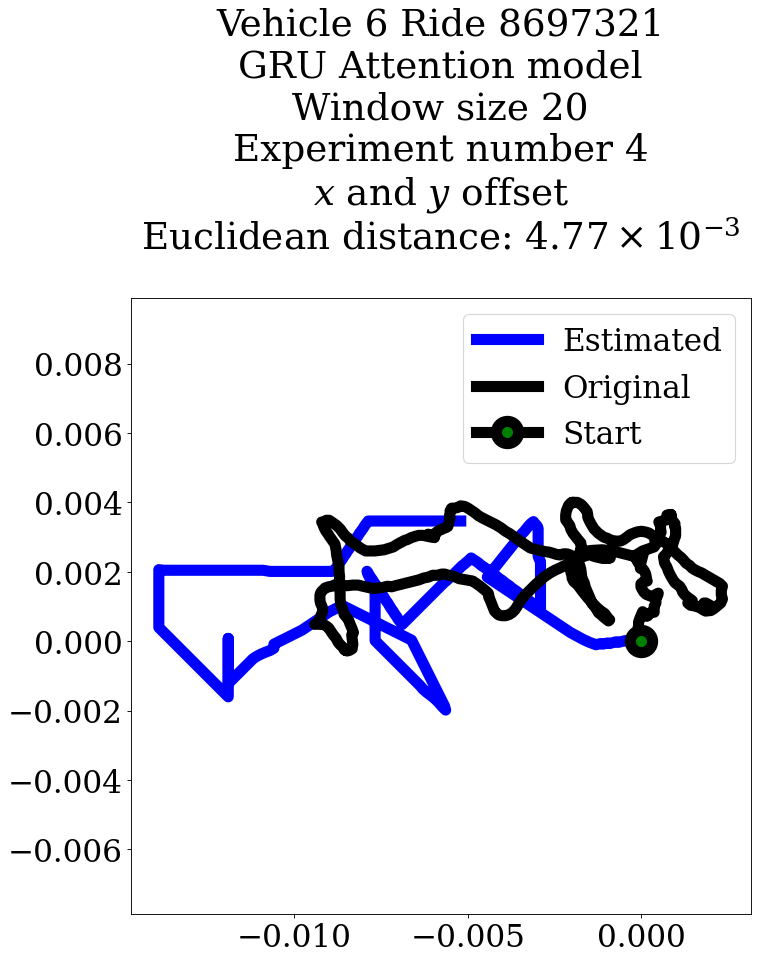 Vehicle 6 Ride 8697321
GRU Attention model
Window size 20
Experiment number 4
x and y offset
Euclidean distance: 4.77 × 10⁻³
Estimated
Original
Start
0.008
0.006
0.004
0.002
0.000
−0.002
−0.004
−0.006
−0.010 −0.005 0.000